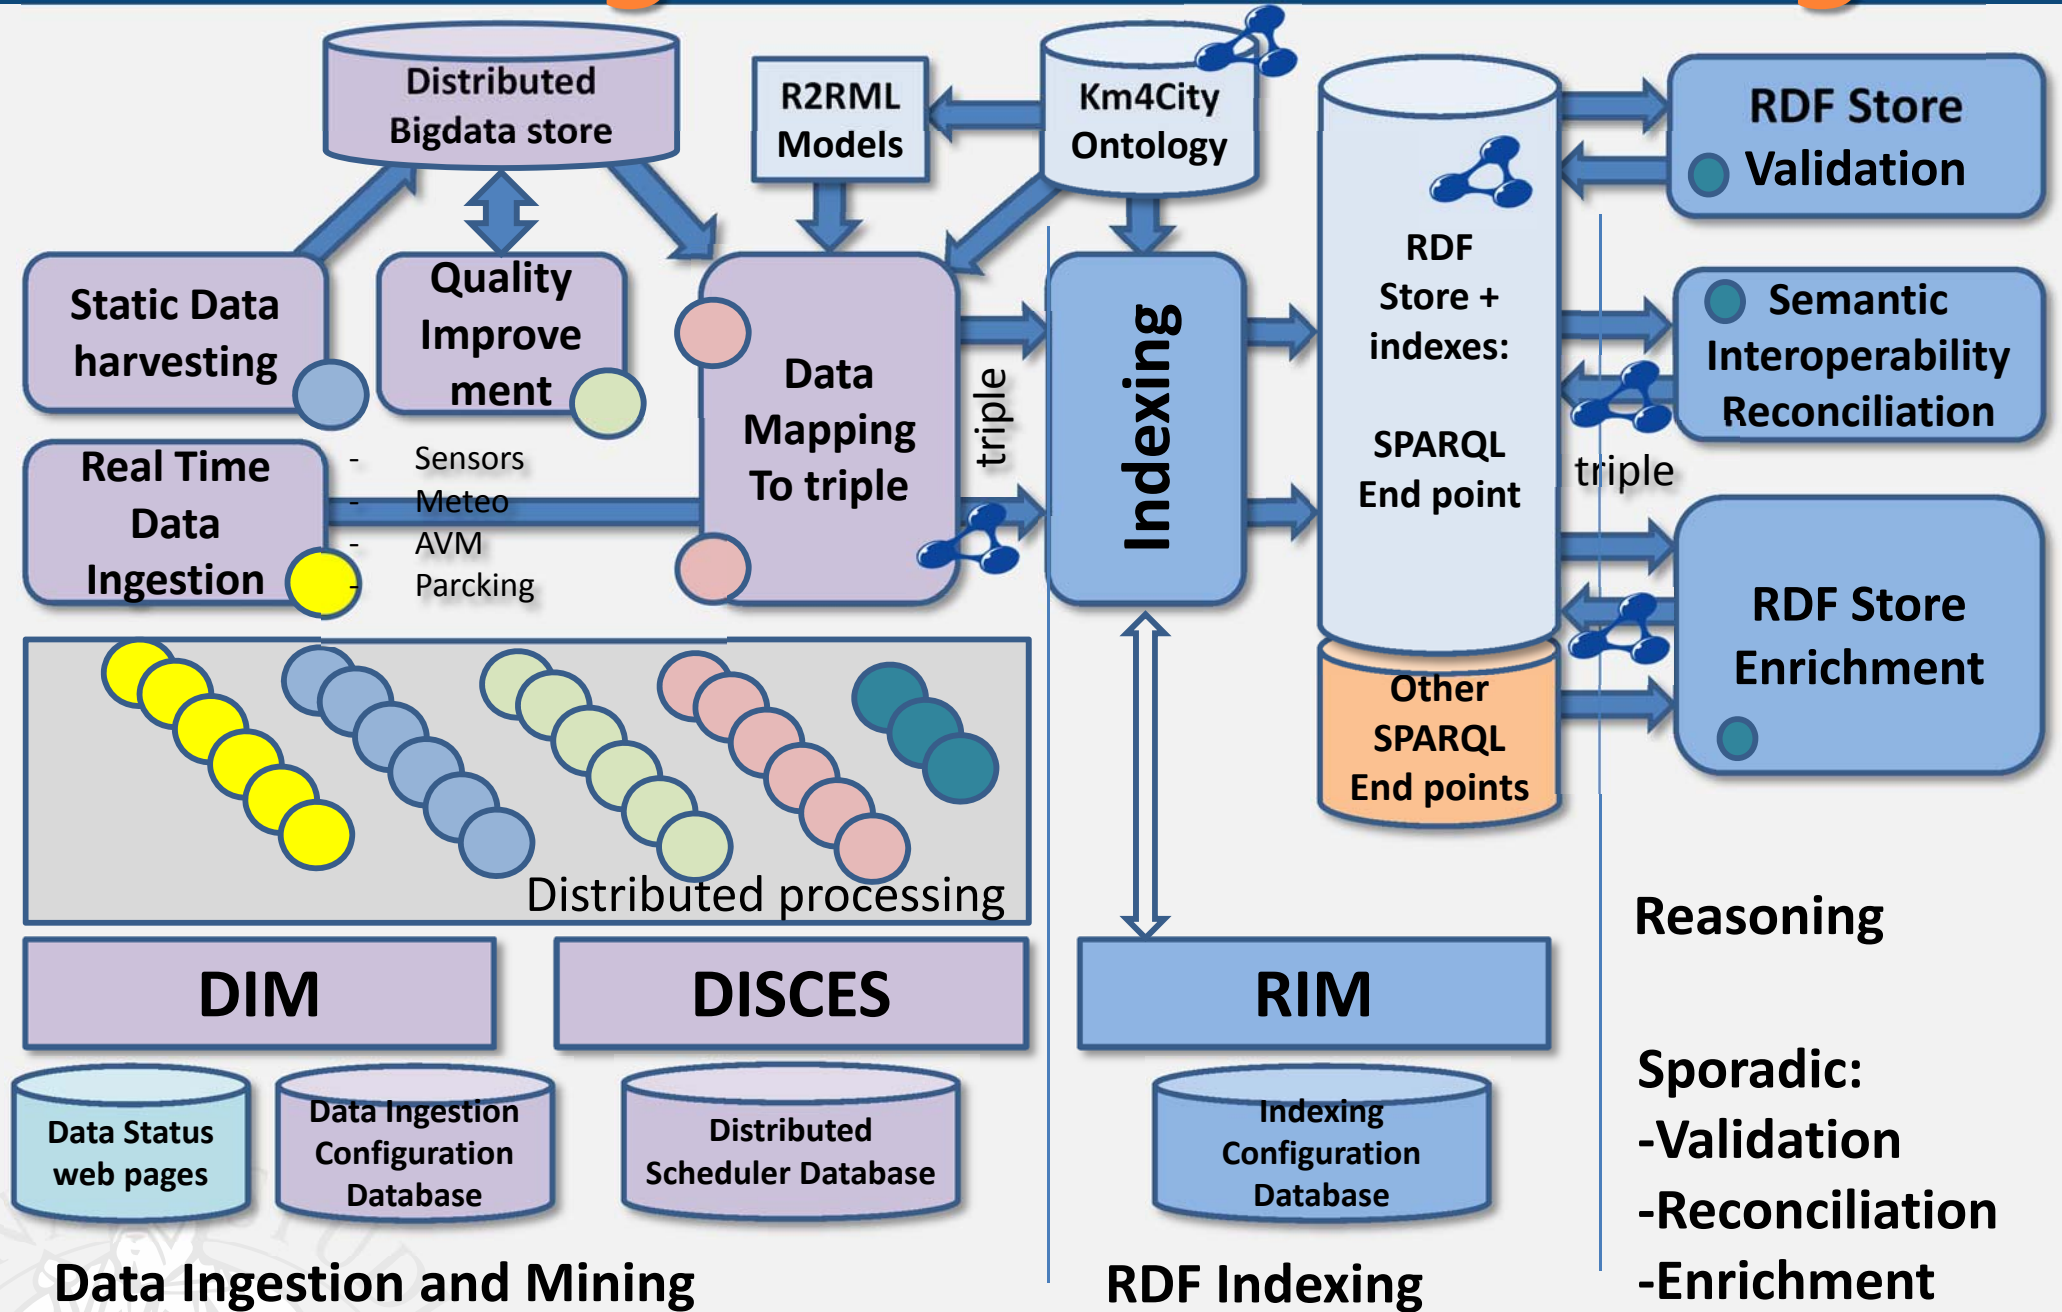 Distributed
Bigdata store
R2RML
Models
Km4City
Ontology
RDF Store
Validation
Static Data
harvesting
Quality
Improve
ment
Data
Mapping
To triple
triple
Indexing
RDF
Store +
indexes:
SPARQL
End point
Semantic
Interoperability
Reconciliation
triple
Real Time
Data
Ingestion
- Sensors
- Meteo
- AVM
- Parcking
RDF Store
Enrichment
Other
SPARQL
End points
Distributed processing
DIM
DISCES
RIM
Reasoning
Data Status
web pages
Data Ingestion
Configuration
Database
Distributed
Scheduler Database
Indexing
Configuration
Database
Sporadic:
-Validation
-Reconciliation
-Enrichment
Data Ingestion and Mining
RDF Indexing